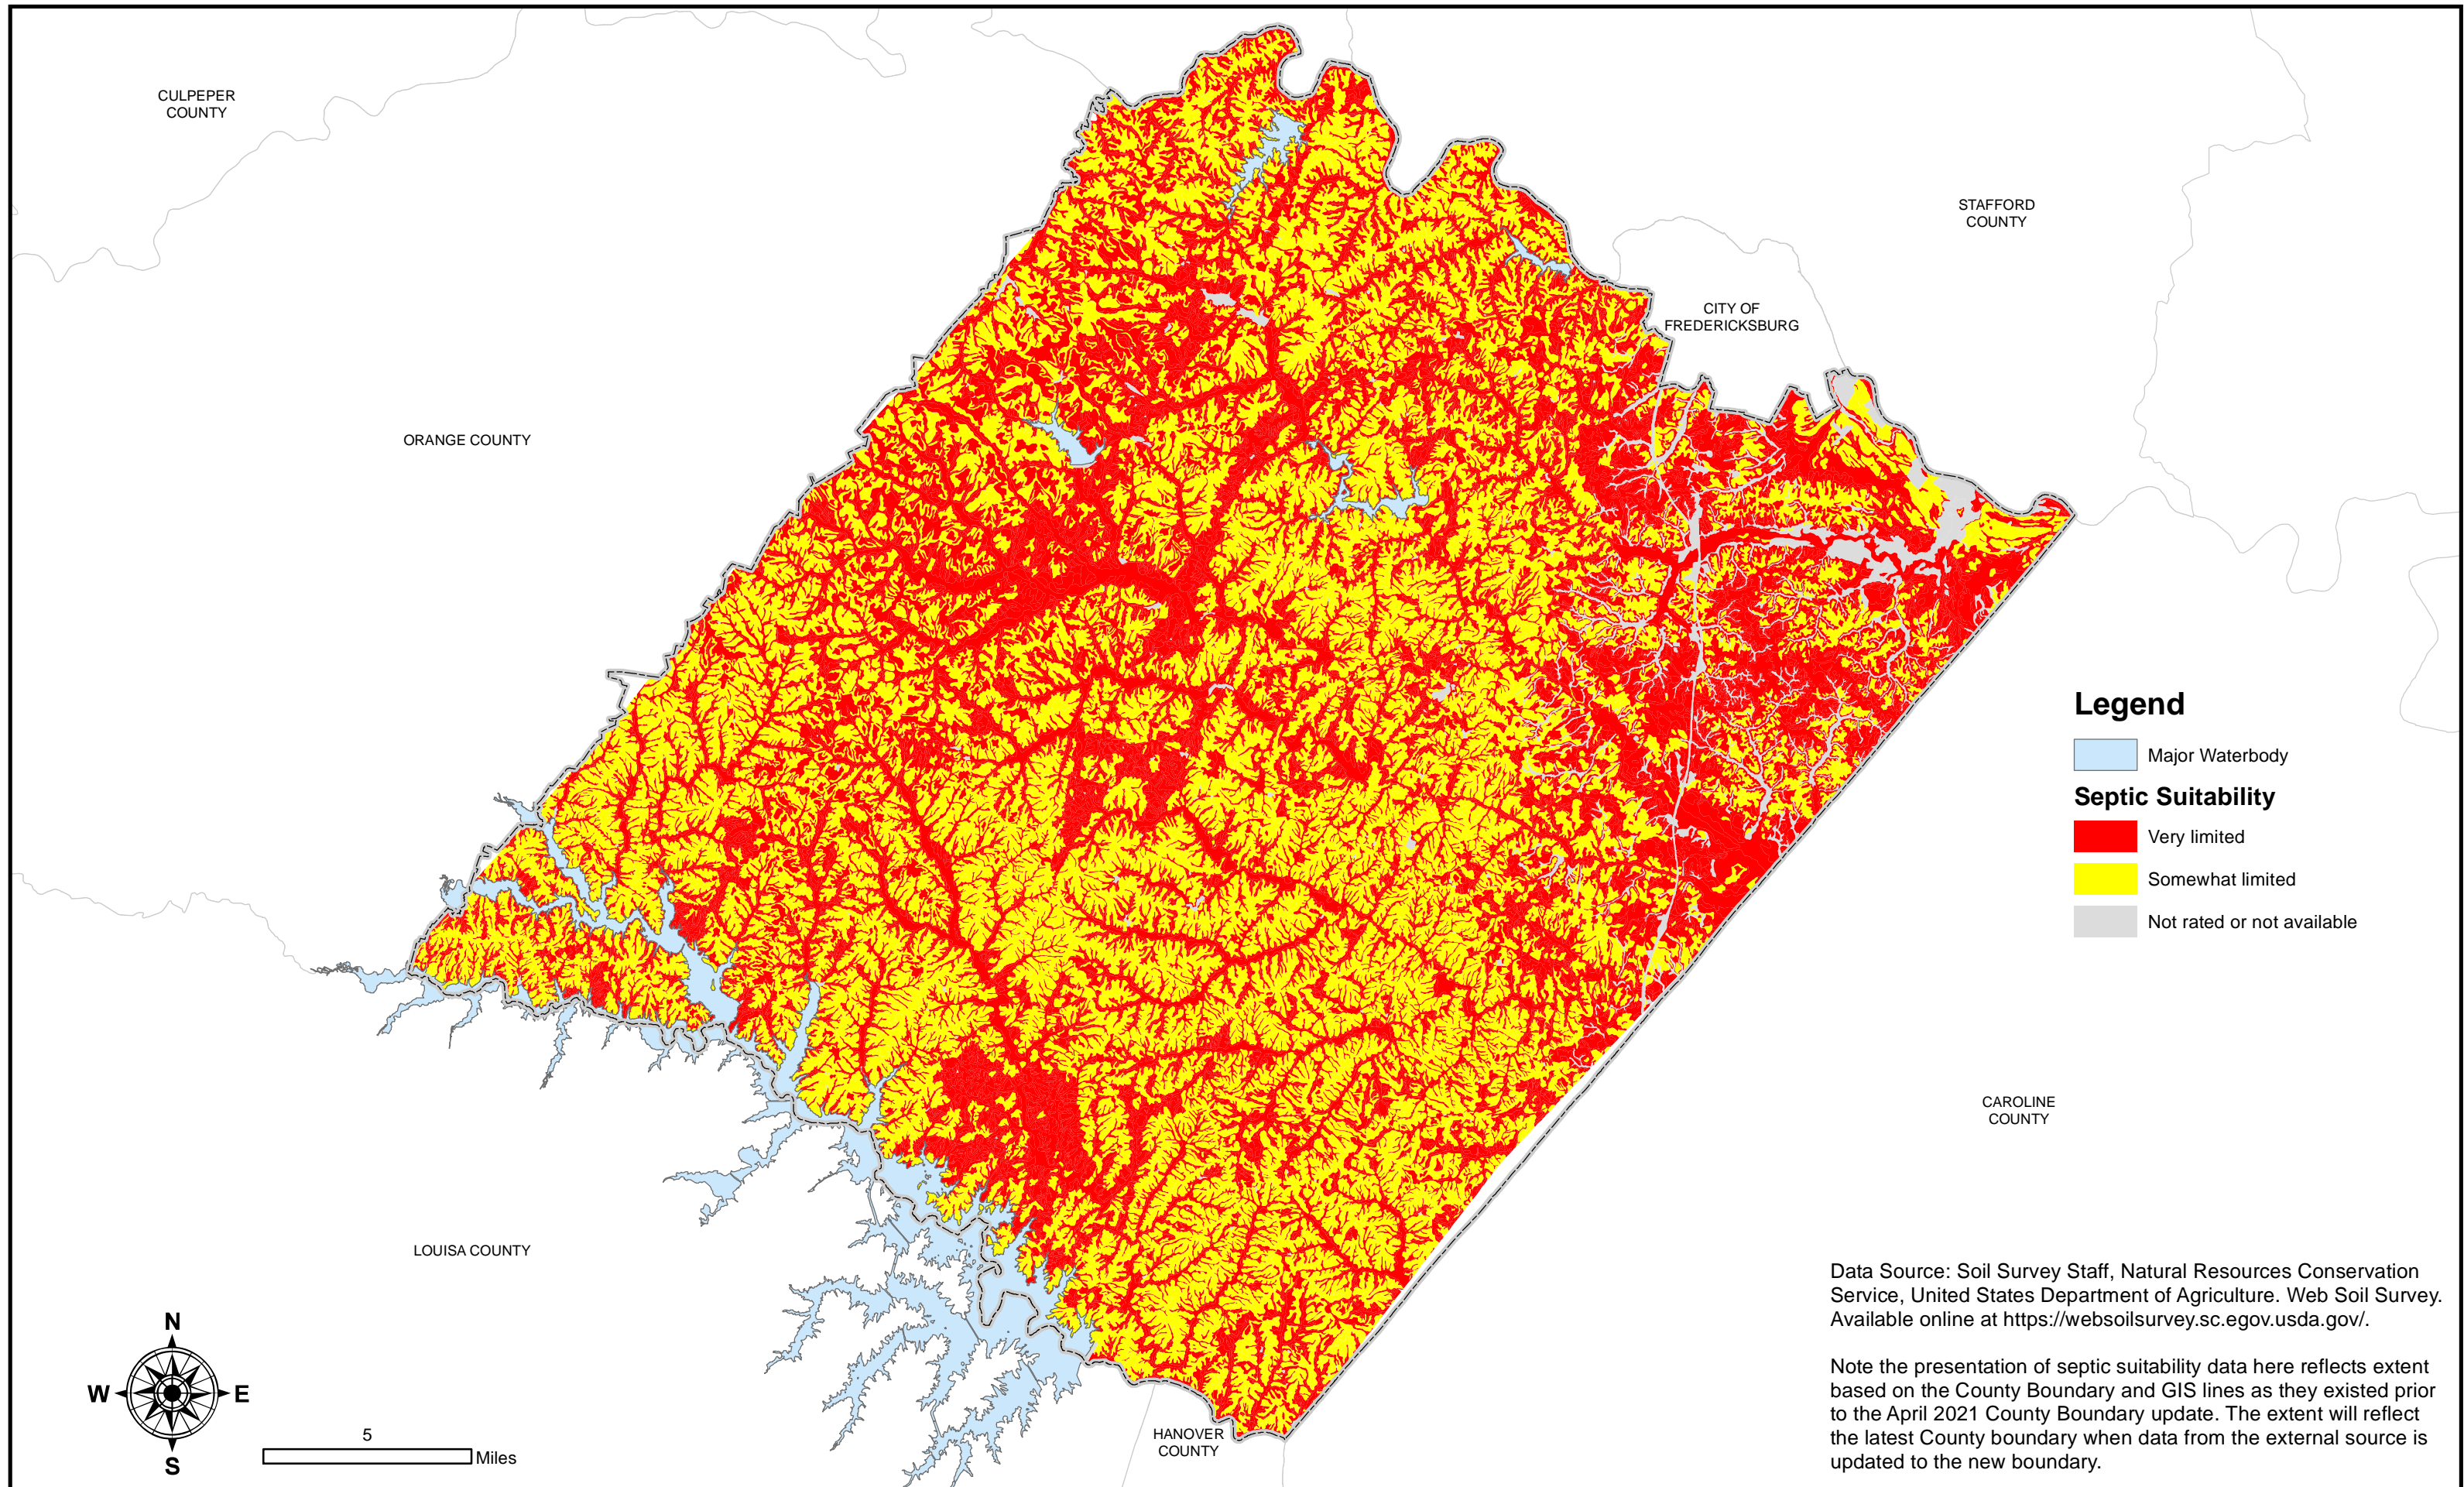 CULPEPER
COUNTY
STAFFORD
COUNTY
CITY OF
FREDERICKSBURG
ORANGE COUNTY
Legend
Major Waterbody
Septic Suitability
Very limited
Somewhat limited
Not rated or not available
CAROLINE
COUNTY
LOUISA COUNTY
HANOVER
COUNTY
N
W
E
S
5
Miles
Data Source: Soil Survey Staff, Natural Resources Conservation
Service, United States Department of Agriculture. Web Soil Survey.
Available online at https://websoilsurvey.sc.egov.usda.gov/.
Note the presentation of septic suitability data here reflects extent
based on the County Boundary and GIS lines as they existed prior
to the April 2021 County Boundary update. The extent will reflect
the latest County boundary when data from the external source is
updated to the new boundary.